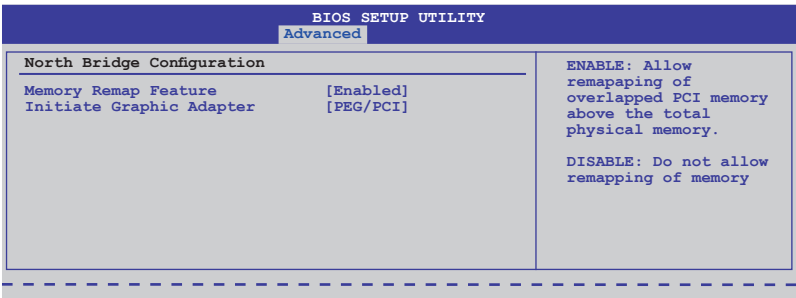 BIOS SETUP UTILITY
Advanced
North Bridge Configuration
Memory Remap Feature [Enabled]
Initiate Graphic Adapter [PEG/PCI]
ENABLE: Allow
remapaping of
overlapped PCI memory
above the total
physical memory.
DISABLE: Do not allow
remapping of memory